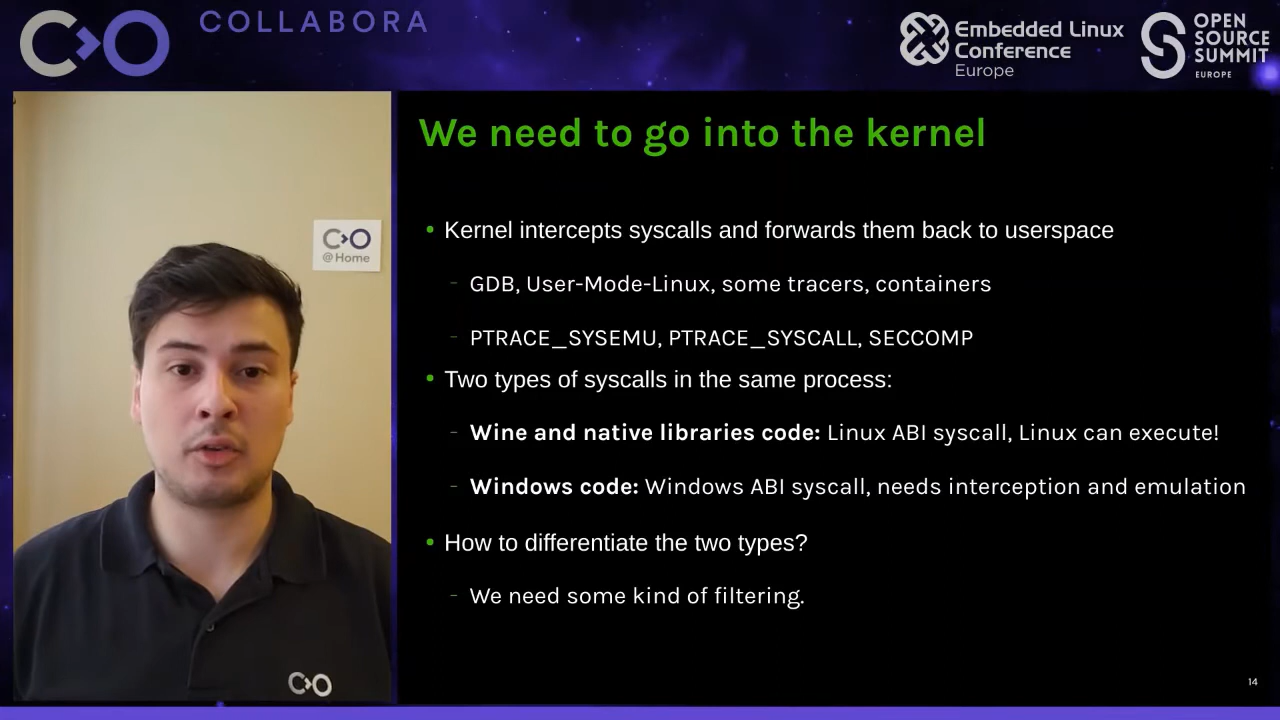 COLLABORA
Embedded Linux
Conference
Europe
OPEN
SOURCE
SUMMIT
EUROPE
@Home
We need to go into the kernel
• Kernel intercepts syscalls and forwards them back to userspace
- GDB, User-Mode-Linux, some tracers, containers
- PTRACE_SYSEMU, PTRACE_SYSCALL, SECCOMP
• Two types of syscalls in the same process:
- Wine and native libraries code: Linux ABI syscall, Linux can execute!
- Windows code: Windows ABI syscall, needs interception and emulation
• How to differentiate the two types?
- We need some kind of filtering.
14